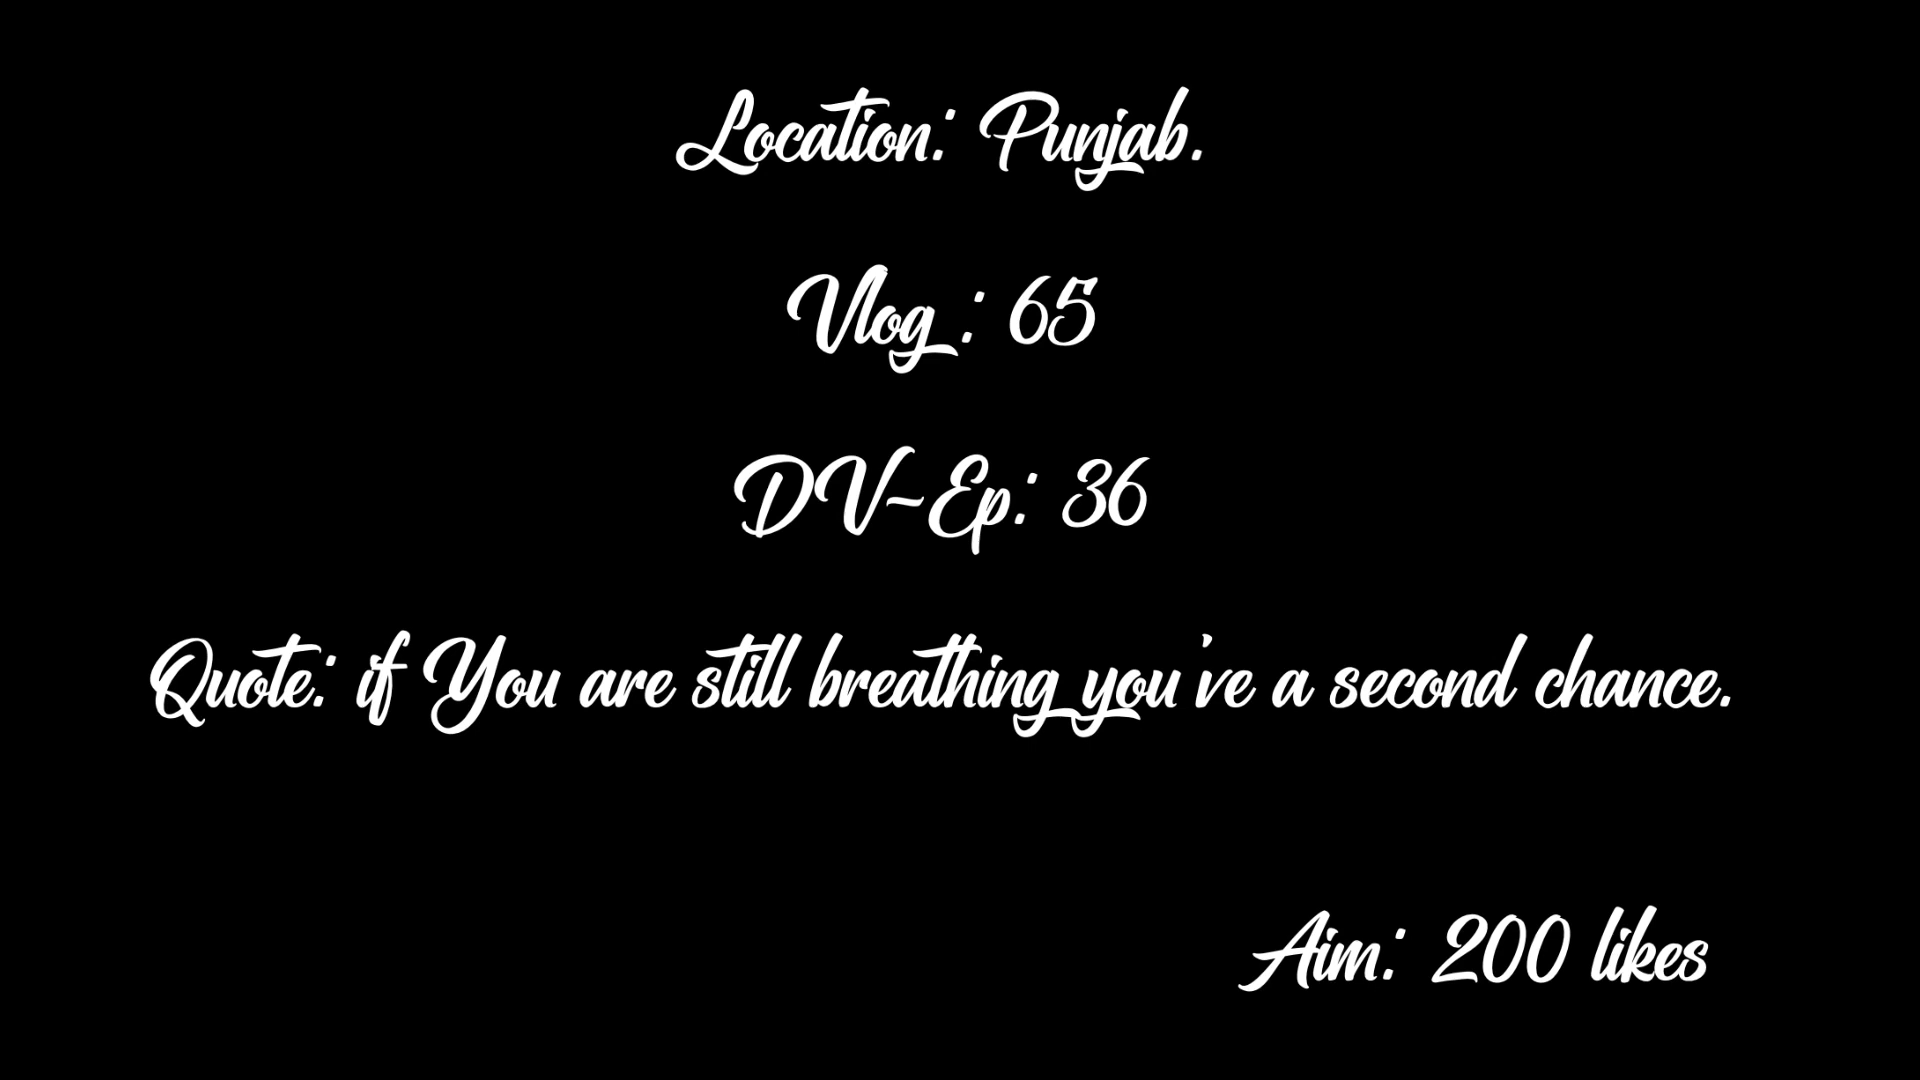 Location: Punjab.
Vlog : 65
DV~Ep: 36
Quote: if You are still breathing you've a second chance.
Aim: 200 likes